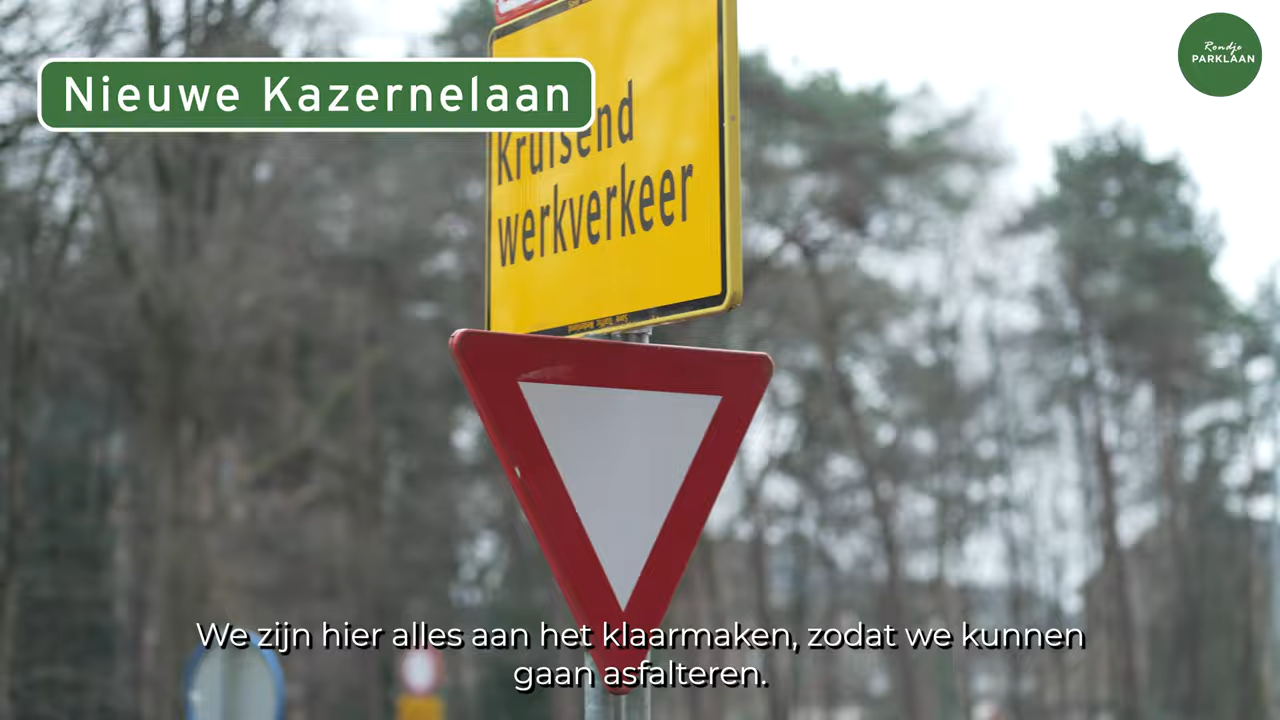 Nieuwe Kazernelaan
Rondje
PARKLAAN
Kruisend
werkverkeer
We zijn hier alles aan het klaarmaken, zodat we kunnen
gaan asfalteren.